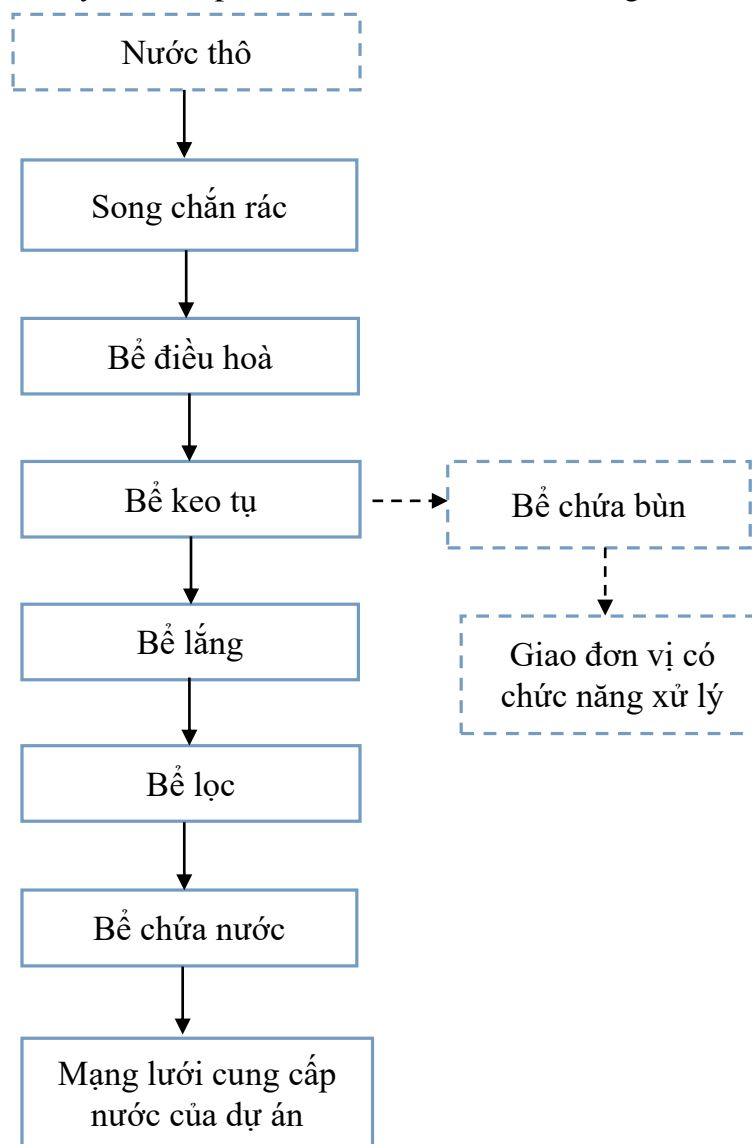 Nước thô
Song chắn rác
Bể điều hoà
Bể keo tụ
Bể chứa bùn
Bể lắng
Giao đơn vị có
chức năng xử lý
Bể lọc
Bể chứa nước
Mạng lưới cung cấp
nước của dự án